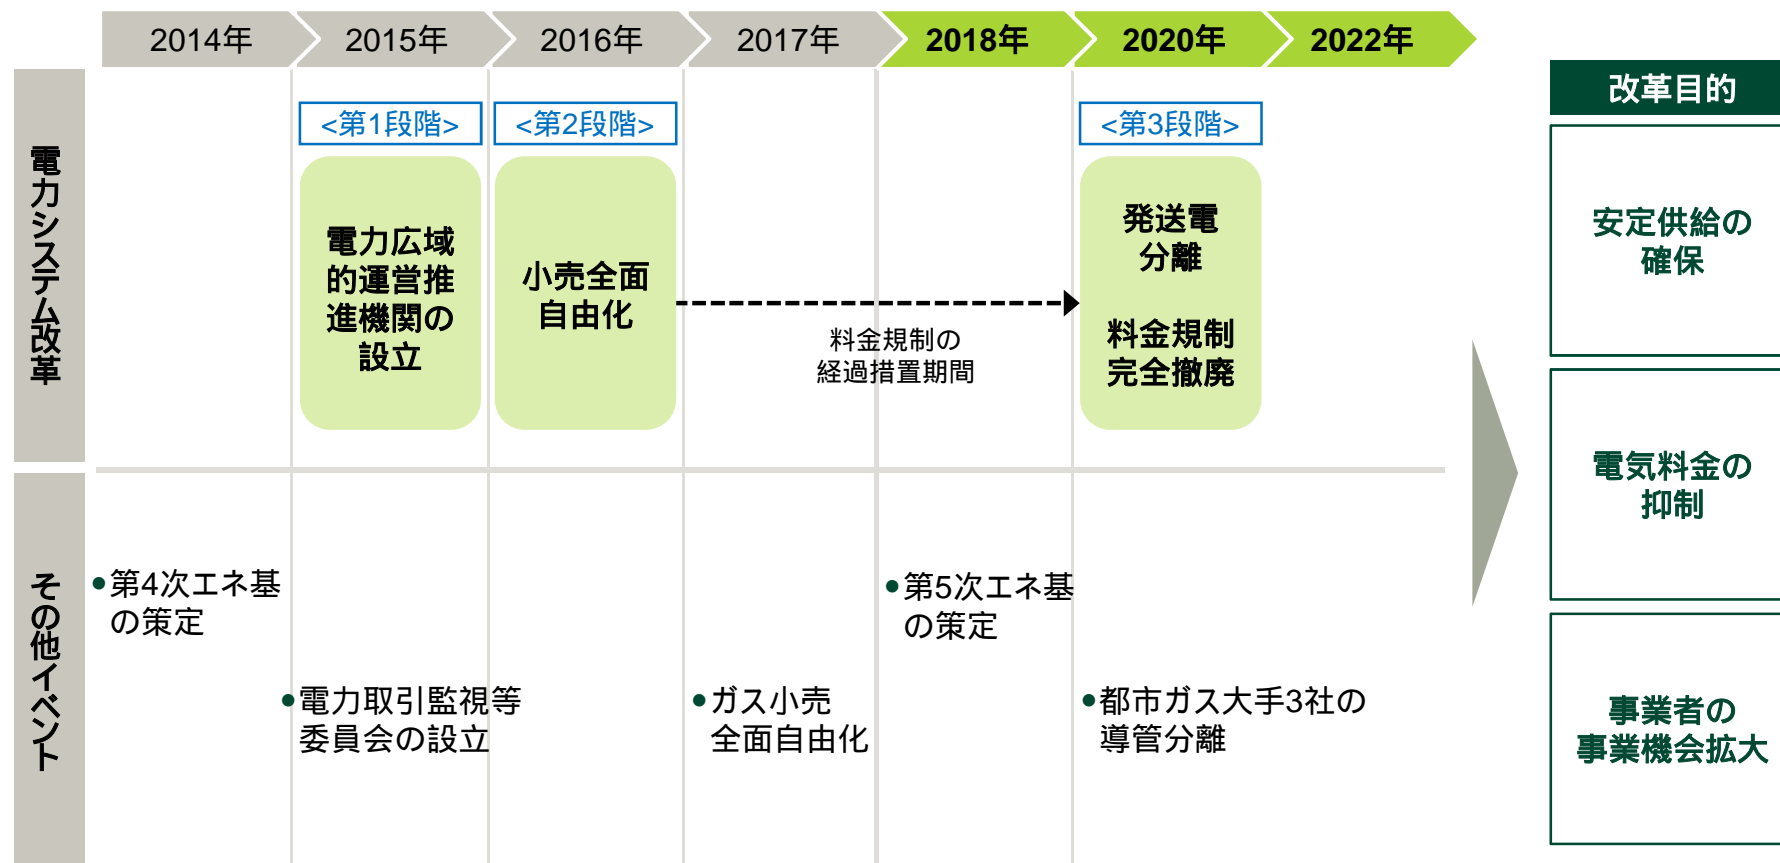 2014年
2015年
2016年
2017年
2018年
2020年
2022年
電力システム改革
<第1段階>
電力広域
的運営推
進機関の
設立
<第2段階>
小売全面
自由化
料金規制の
経過措置期間
<第3段階>
発送電
分離
料金規制
完全撤廃
その他イベント
•第4次エネ基
の策定
•電力取引監視等
委員会の設立
•ガス小売
全面自由化
•第5次エネ基
の策定
•都市ガス大手3社の
導管分離
改革目的
安定供給の
確保
電気料金の
抑制
事業者の
事業機会拡大